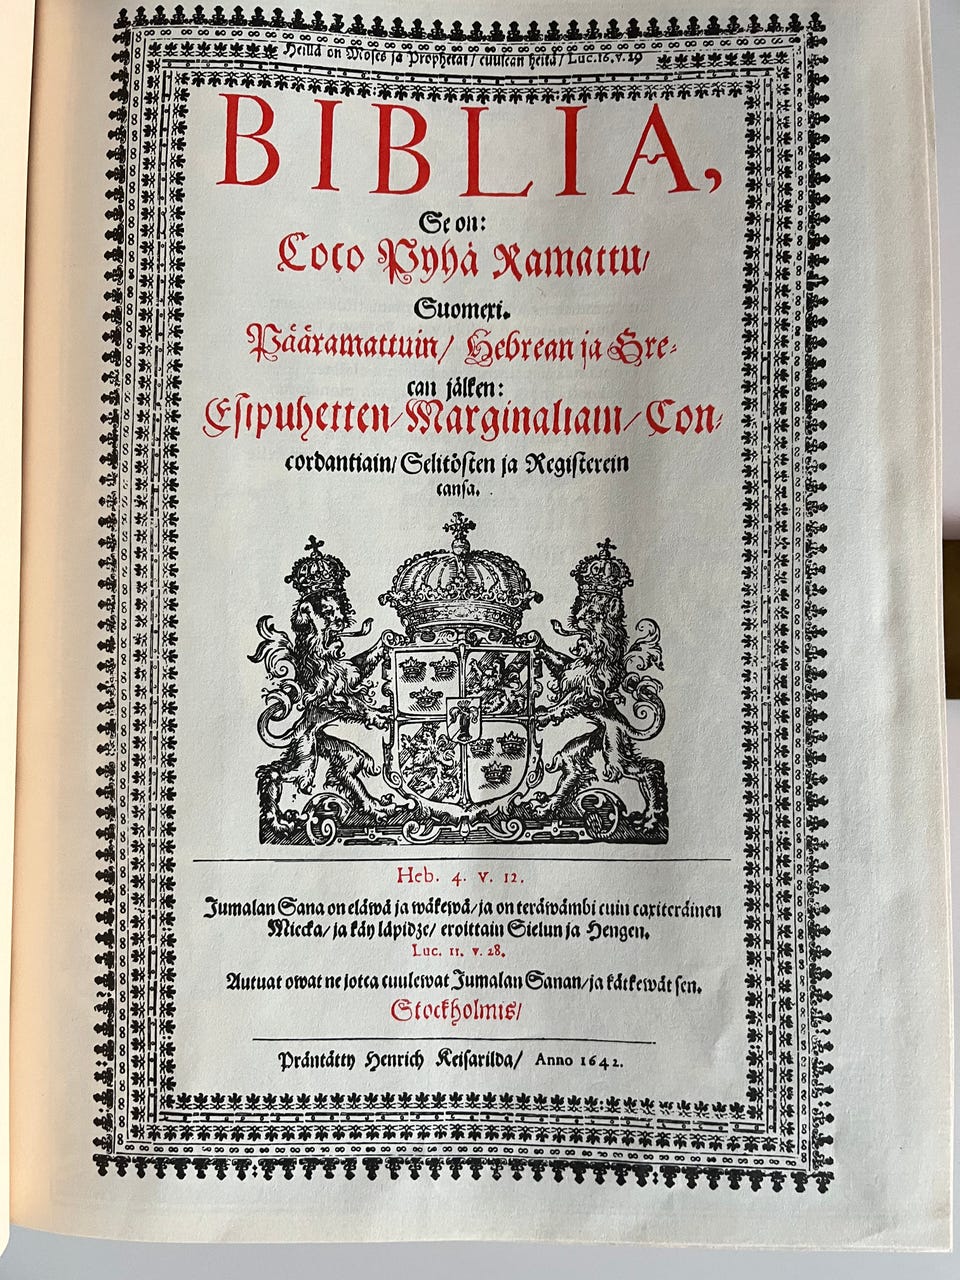 Heillä on Moses ja Prophetat/ cuulcan heitä/ Luc.16.v.29
BIBLIA,
Se on:
Coco Pyhä Ramattu/
Suomexi.
Pääramattuin/ Hebrean ja Gre-
can jälken:
Esipuhetten/ Marginaliain/ Con-
cordantiain/ Selitösten ja Registerein
cansa.
Heb. 4. v. 12.
Jumalan Sana on eläwä ja wäkewä/ ja on teräwämbi cuin caxiteräinen
Miecka/ ja käy läpidze/ eroittain Sielun ja Hengen.
Luc. 11. v. 28.
Autuat owat ne jotca cuulewat Jumalan Sanan/ ja kätkewät sen.
Stockholmis/
Präntätty Henrich Keisarilda/ Anno 1642.